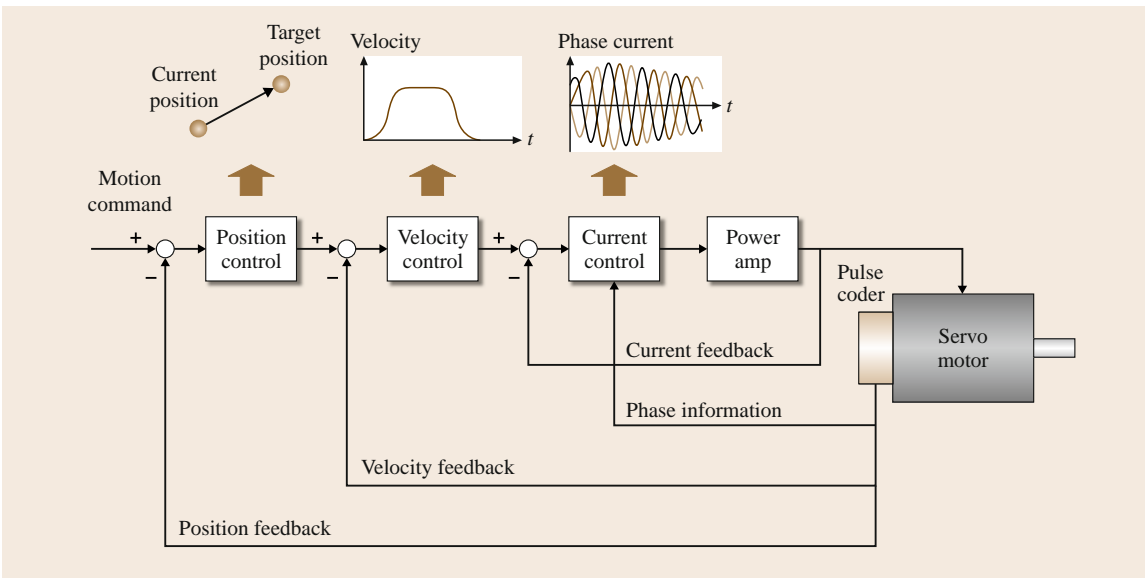 Target
position
Current
position
Velocity
t
Phase current
t
Motion
command
+
−
Position
control
+
−
Velocity
control
+
−
Current
control
Power
amp
Pulse
coder
Servo
motor
Current feedback
Phase information
Velocity feedback
Position feedback